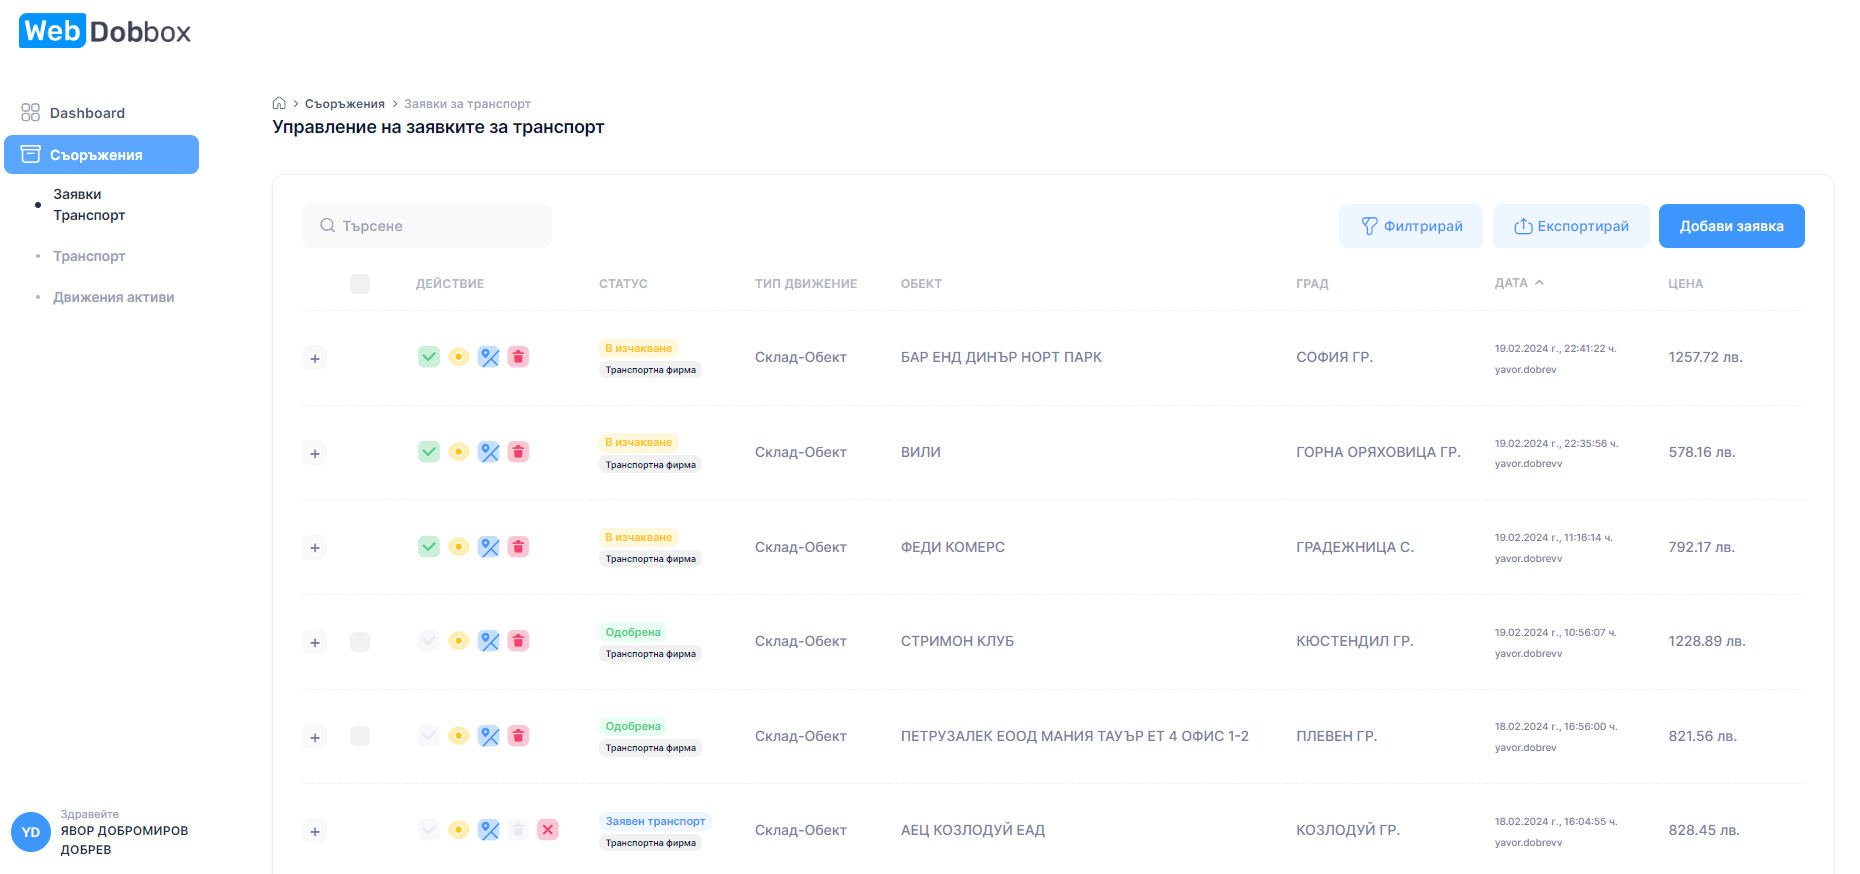 Web Dobbox
Dashboard
Съоръжения
Заявки
Транспорт
Транспорт
Движения активи
Здравейте
YD
ЯВОР ДОБРОМИРОВ
ДОБРЕВ
Съоръжения > Заявки за транспорт
Управление на заявките за транспорт
Търсене
Филтрирай
Експортирай
Добави заявка
ДЕЙСТВИЕ СТАТУС ТИП ДВИЖЕНИЕ ОБЕКТ ГРАД ДАТА ЦЕНА
В изчакване
Транспортна фирма
Склад-Обект
БАР ЕНД ДИНЪР НОРТ ПАРК
СОФИЯ ГР.
19.02.2024 г., 22:41:22 ч.
yavor.dobrev
1257.72 лв.
В изчакване
Транспортна фирма
Склад-Обект
ВИЛИ
ГОРНА ОРЯХОВИЦА ГР.
19.02.2024 г., 22:35:56 ч.
yavor.dobrevv
578.16 лв.
В изчакване
Транспортна фирма
Склад-Обект
ФЕДИ КОМЕРС
ГРАДЕЖНИЦА С.
19.02.2024 г., 11:16:14 ч.
yavor.dobrevv
792.17 лв.
Одобрена
Транспортна фирма
Склад-Обект
СТРИМОН КЛУБ
КЮСТЕНДИЛ ГР.
19.02.2024 г., 10:56:07 ч.
yavor.dobrevv
1228.89 лв.
Одобрена
Транспортна фирма
Склад-Обект
ПЕТРУЗАЛЕК ЕООД МАНИЯ ТАУЪР ЕТ 4 ОФИС 1-2
ПЛЕВЕН ГР.
18.02.2024 г., 16:56:00 ч.
yavor.dobrev
821.56 лв.
Заявен транспорт
Транспортна фирма
Склад-Обект
АЕЦ КОЗЛОДУЙ ЕАД
КОЗЛОДУЙ ГР.
18.02.2024 г., 16:04:55 ч.
yavor.dobrevv
828.45 лв.